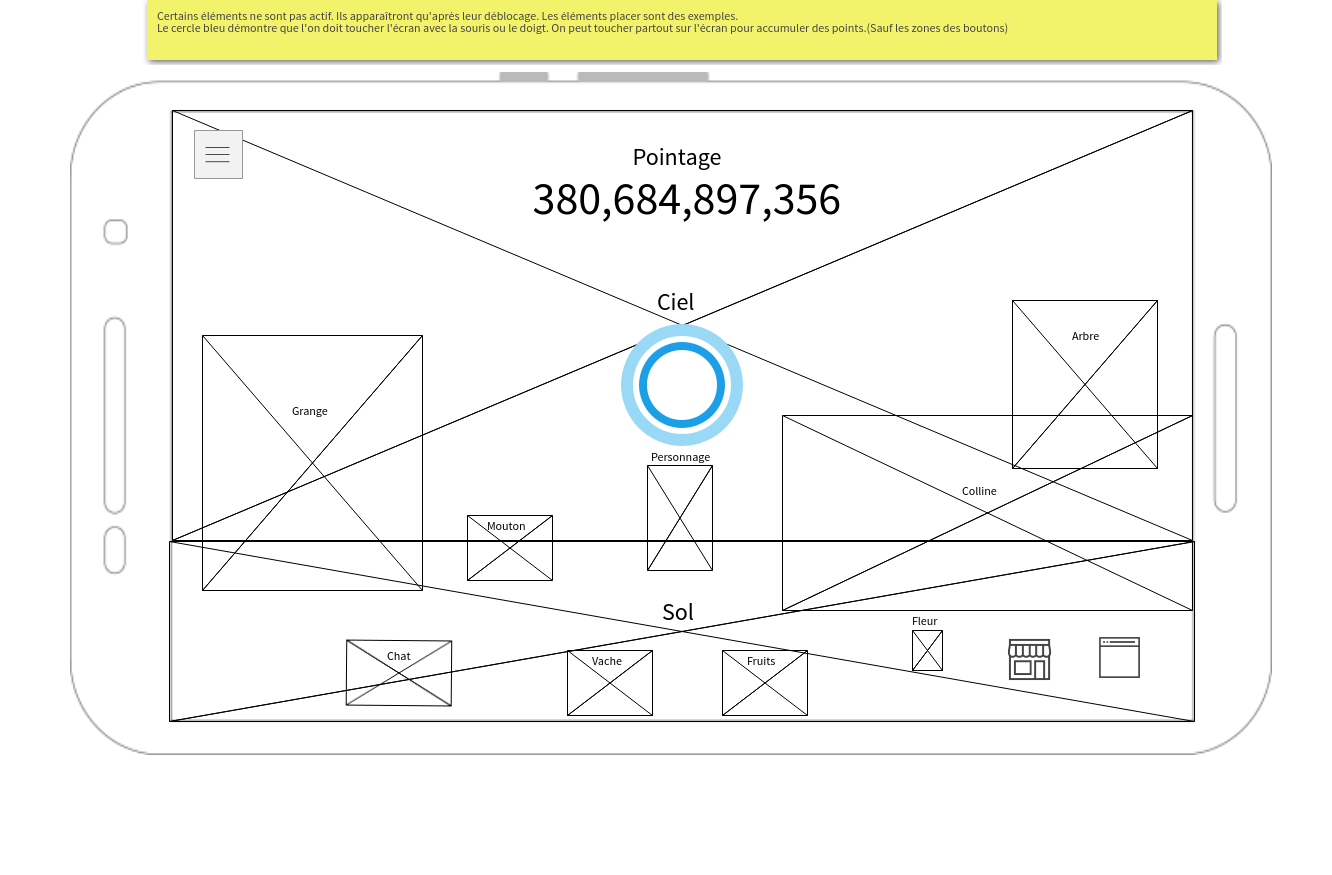 Certains éléments ne sont pas actif. Ils apparaîtront qu'après leur déblocage. Les éléments placer sont des exemples.
Le cercle bleu démontre que l'on doit toucher l'écran avec la souris ou le doigt. On peut toucher partout sur l'écran pour accumuler des points.(Sauf les zones des boutons)
Pointage
380,684,897,356
Ciel
Arbre
Grange
Personnage
Colline
Mouton
Sol
Fleur
Chat
Vache
Fruits